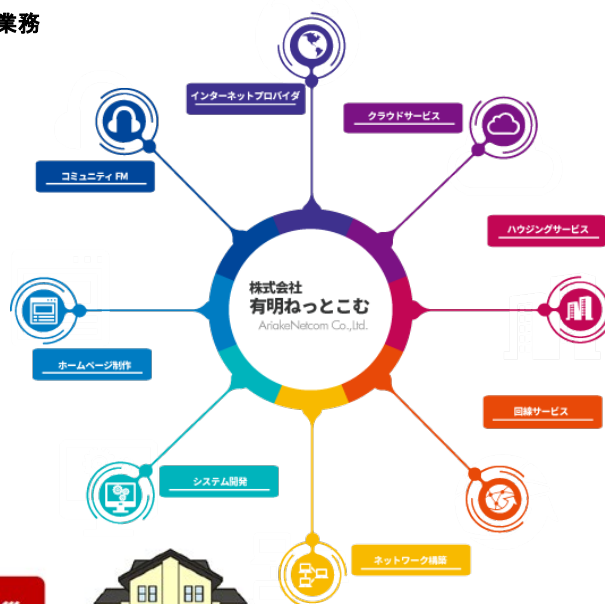 業務
インターネットプロバイダ
クラウドサービス
コミュニティ FM
ハウジングサービス
株式会社
有明ねっとこむ
AriakeNetcom Co.,Ltd.
ホームページ制作
回線サービス
システム開発
ネットワーク構築